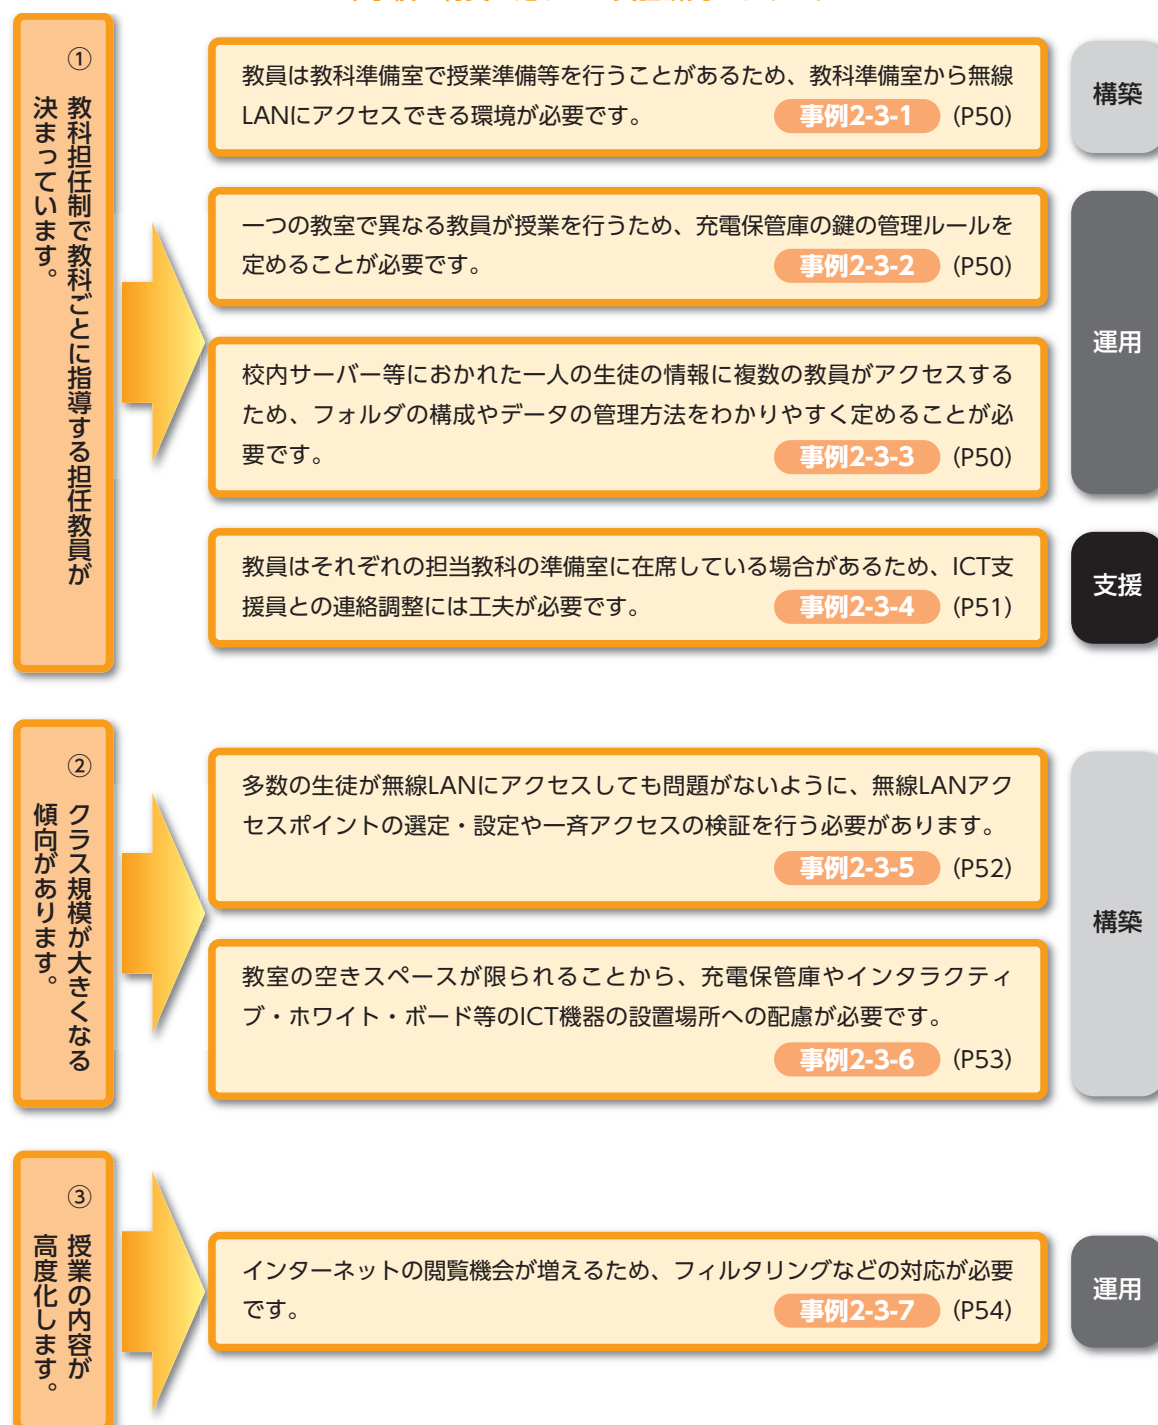 ①
教科担任制で教科ごとに指導する担任教員が
決まっています。
教員は教科準備室で授業準備等を行うことがあるため、教科準備室から無線
LANにアクセスできる環境が必要です。 事例2-3-1 (P50)
構築
一つの教室で異なる教員が授業を行うため、充電保管庫の鍵の管理ルールを
定めることが必要です。 事例2-3-2 (P50)
校内サーバー等におかれた一人の生徒の情報に複数の教員がアクセスする
ため、フォルダの構成やデータの管理方法をわかりやすく定めることが必
要です。 事例2-3-3 (P50)
運用
教員はそれぞれの担当教科の準備室に在席している場合があるため、ICT支
援員との連絡調整には工夫が必要です。 事例2-3-4 (P51)
支援
②
クラス規模が大きくなる
傾向があります。
多数の生徒が無線LANにアクセスしても問題がないように、無線LANアク
セスポイントの選定・設定や一斉アクセスの検証を行う必要があります。
事例2-3-5 (P52)
教室の空きスペースが限られることから、充電保管庫やインタラクティ
ブ・ホワイト・ボード等のICT機器の設置場所への配慮が必要です。
事例2-3-6 (P53)
構築
③
授業の内容が
高度化します。
インターネットの閲覧機会が増えるため、フィルタリングなどの対応が必要
です。 事例2-3-7 (P54)
運用